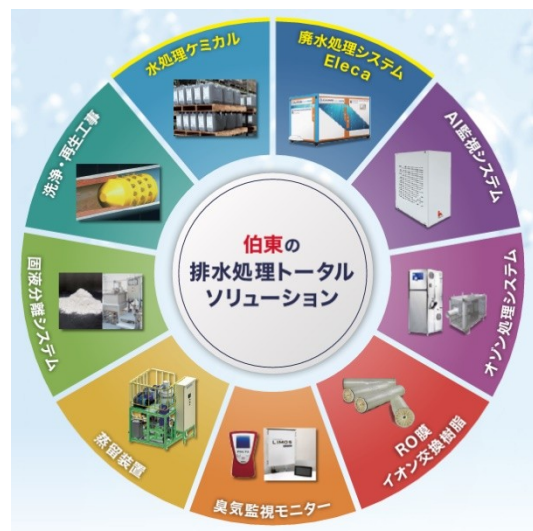 伯東の
排水処理トータル
ソリューション
水処理ケミカル
廃水処理システム
Eleca
AI監視システム
オゾン処理システム
RO膜
イオン交換樹脂
臭気監視モニター
蒸留装置
固液分離システム
洗浄・再生工事